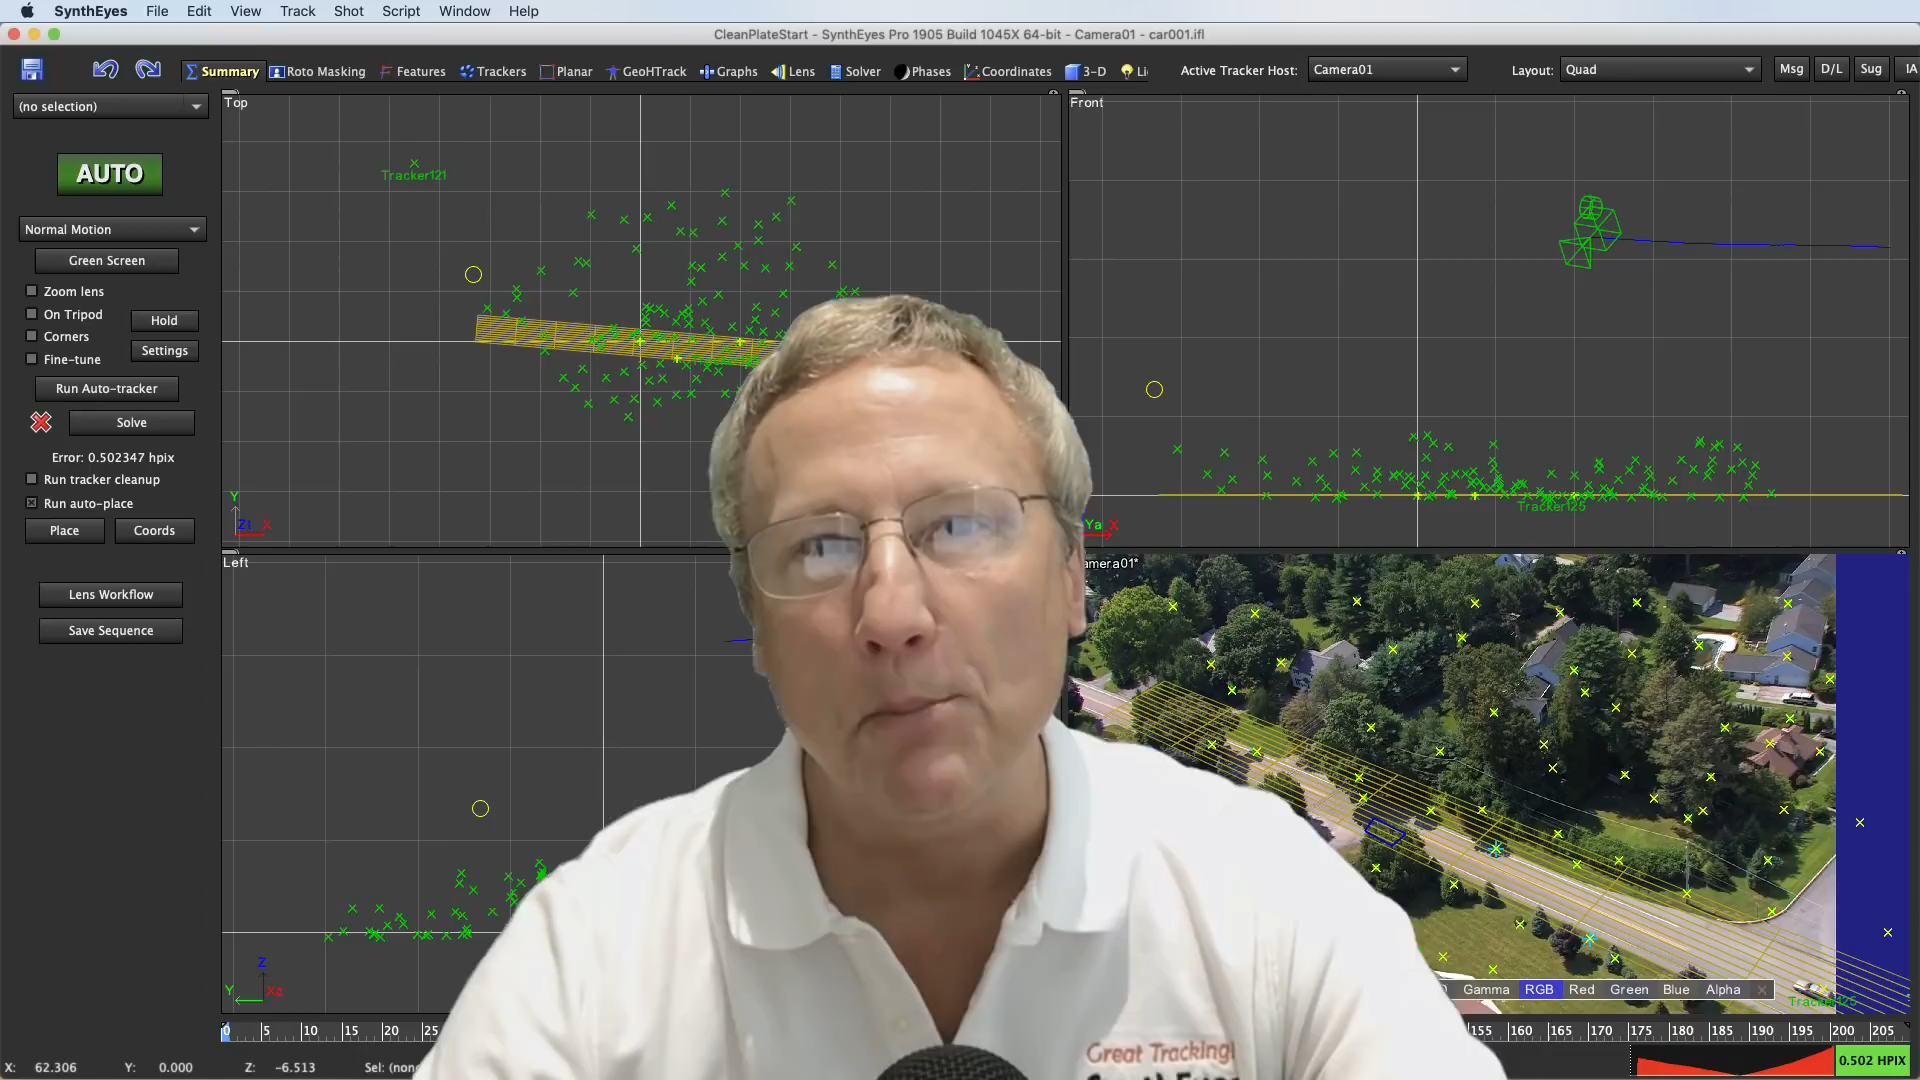 SynthEyes File Edit View Track Shot Script Window Help
CleanPlateStart - SynthEyes Pro 1905 Build 1045X 64-bit - Camera01 - car001.ifl
Summary Roto Masking Features Trackers Planar GeoHTrack Graphs Lens Solver Phases Coordinates 3-D Li Active Tracker Host: Camera01 Layout: Quad Msg D/L Sug IA
(no selection)
Top
Front
Tracker121
AUTO
Normal Motion
Green Screen
Zoom lens
On Tripod
Hold
Corners
Settings
Fine-tune
Run Auto-tracker
Solve
Error: 0.502347 hpix
Run tracker cleanup
Run auto-place
Place Coords
Y
X
Tracker125
X
Left
amera01*
Lens Workflow
Save Sequence
Z
Y
Gamma RGB Red Green Blue Alpha
0 5 10 15 20 25
155 160 165 170 175 180 185 190 195 200 205
Great Tracking!
X: 62.306 Y: 0.000 Z: -6.513
0.502 HPIX